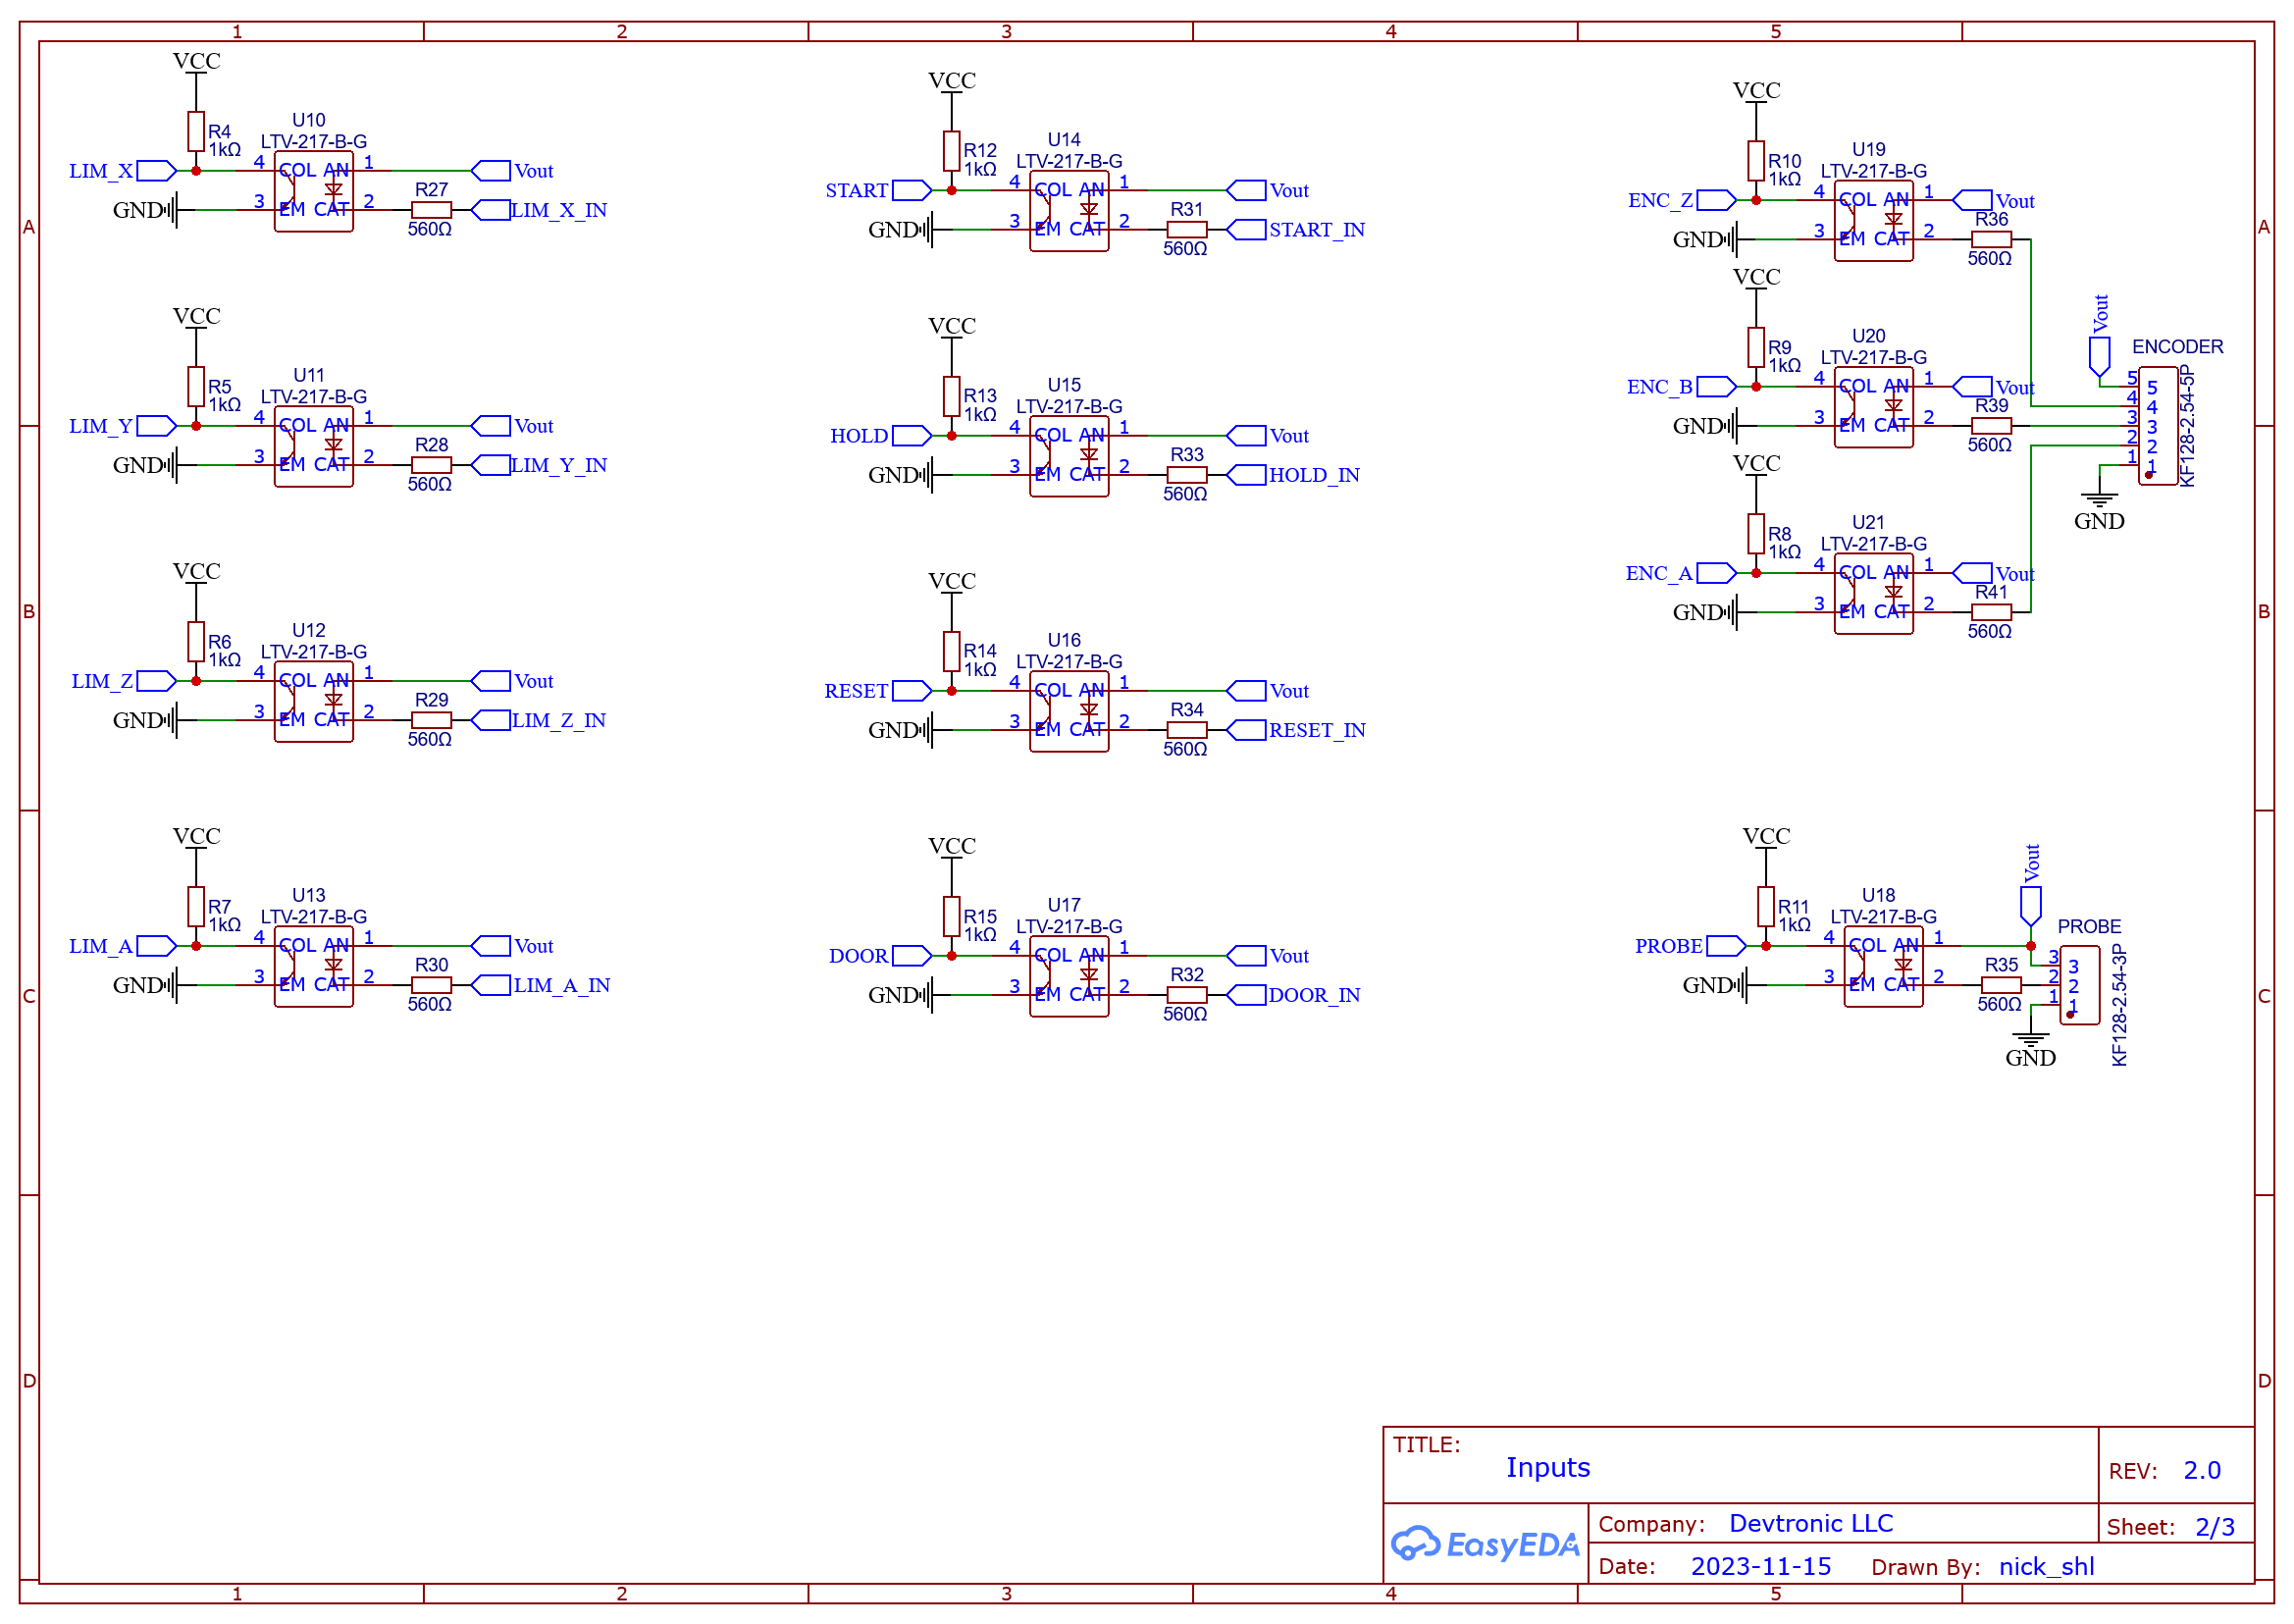 1 2 3 4 5
A
B
C
D
A
B
C
D
1 2 3 4 5
VCC
R4
1kΩ
U10
LTV-217-B-G
LIM_X
4 COL AN 1
Vout
GND
3 EM CAT 2
R27
560Ω
LIM_X_IN
VCC
R5
1kΩ
U11
LTV-217-B-G
LIM_Y
4 COL AN 1
Vout
GND
3 EM CAT 2
R28
560Ω
LIM_Y_IN
VCC
R6
1kΩ
U12
LTV-217-B-G
LIM_Z
4 COL AN 1
Vout
GND
3 EM CAT 2
R29
560Ω
LIM_Z_IN
VCC
R7
1kΩ
U13
LTV-217-B-G
LIM_A
4 COL AN 1
Vout
GND
3 EM CAT 2
R30
560Ω
LIM_A_IN
VCC
R12
1kΩ
U14
LTV-217-B-G
START
4 COL AN 1
Vout
GND
3 EM CAT 2
R31
560Ω
START_IN
VCC
R13
1kΩ
U15
LTV-217-B-G
HOLD
4 COL AN 1
Vout
GND
3 EM CAT 2
R33
560Ω
HOLD_IN
VCC
R14
1kΩ
U16
LTV-217-B-G
RESET
4 COL AN 1
Vout
GND
3 EM CAT 2
R34
560Ω
RESET_IN
VCC
R15
1kΩ
U17
LTV-217-B-G
DOOR
4 COL AN 1
Vout
GND
3 EM CAT 2
R32
560Ω
DOOR_IN
VCC
R10
1kΩ
U19
LTV-217-B-G
ENC_Z
4 COL AN 1
Vout
GND
3 EM CAT 2
R36
560Ω
VCC
R9
1kΩ
U20
LTV-217-B-G
ENC_B
4 COL AN 1
Vout
GND
3 EM CAT 2
R39
560Ω
VCC
R8
1kΩ
U21
LTV-217-B-G
ENC_A
4 COL AN 1
Vout
GND
3 EM CAT 2
R41
560Ω
Vout
ENCODER
5 5
4 4
3 3
2 2
1 1
KF128-2.54-5P
GND
VCC
R11
1kΩ
U18
LTV-217-B-G
PROBE
4 COL AN 1
GND
3 EM CAT 2
R35
560Ω
Vout
PROBE
3 3
2 2
1 1
KF128-2.54-3P
GND
TITLE:
Inputs
REV: 2.0
EasyEDA
Company: Devtronic LLC
Sheet: 2/3
Date: 2023-11-15 Drawn By: nick_shl